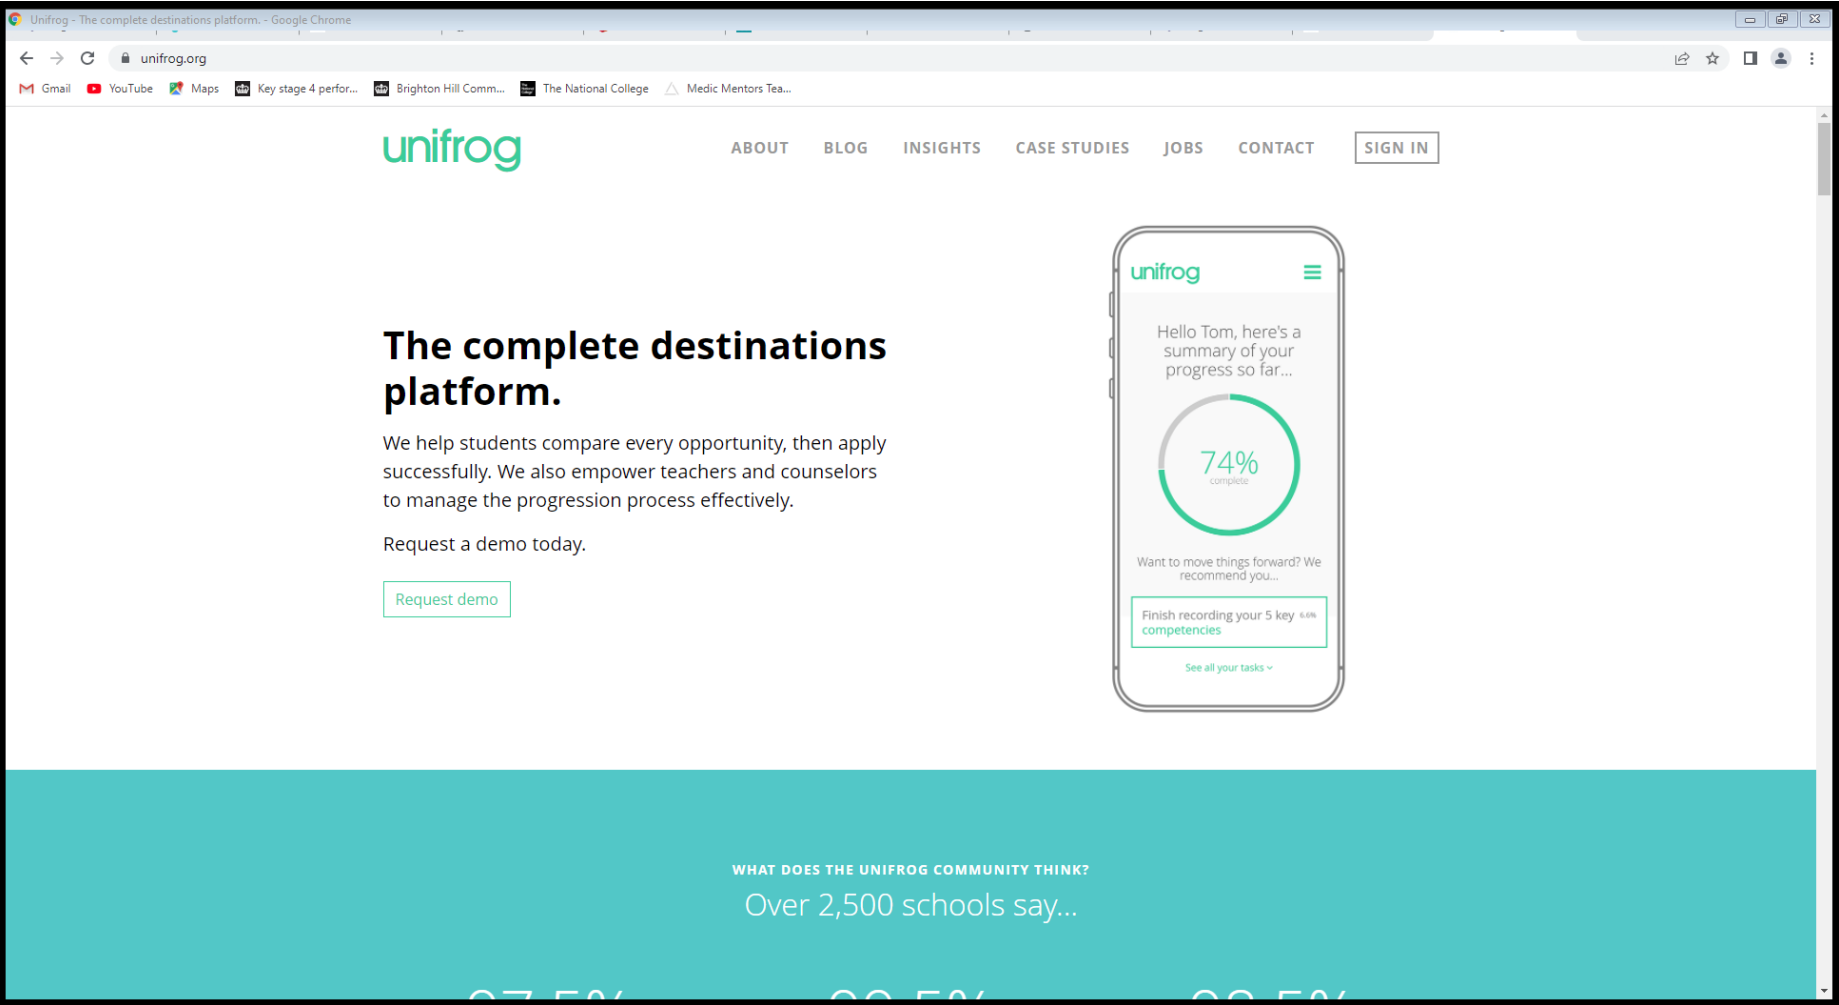 Unifrog - The complete destinations platform. - Google Chrome
unifrog.org
Gmail YouTube Maps Key stage 4 perfor... Brighton Hill Comm... The National College Medic Mentors Tea...
unifrog ABOUT BLOG INSIGHTS CASE STUDIES JOBS CONTACT SIGN IN
The complete destinations
platform.
We help students compare every opportunity, then apply
successfully. We also empower teachers and counselors
to manage the progression process effectively.
Request a demo today.
Request demo
unifrog
Hello Tom, here's a
summary of your
progress so far...
74%
complete
Want to move things forward? We
recommend you...
Finish recording your 5 key 6.6%
competencies
See all your tasks
WHAT DOES THE UNIFROG COMMUNITY THINK?
Over 2,500 schools say...